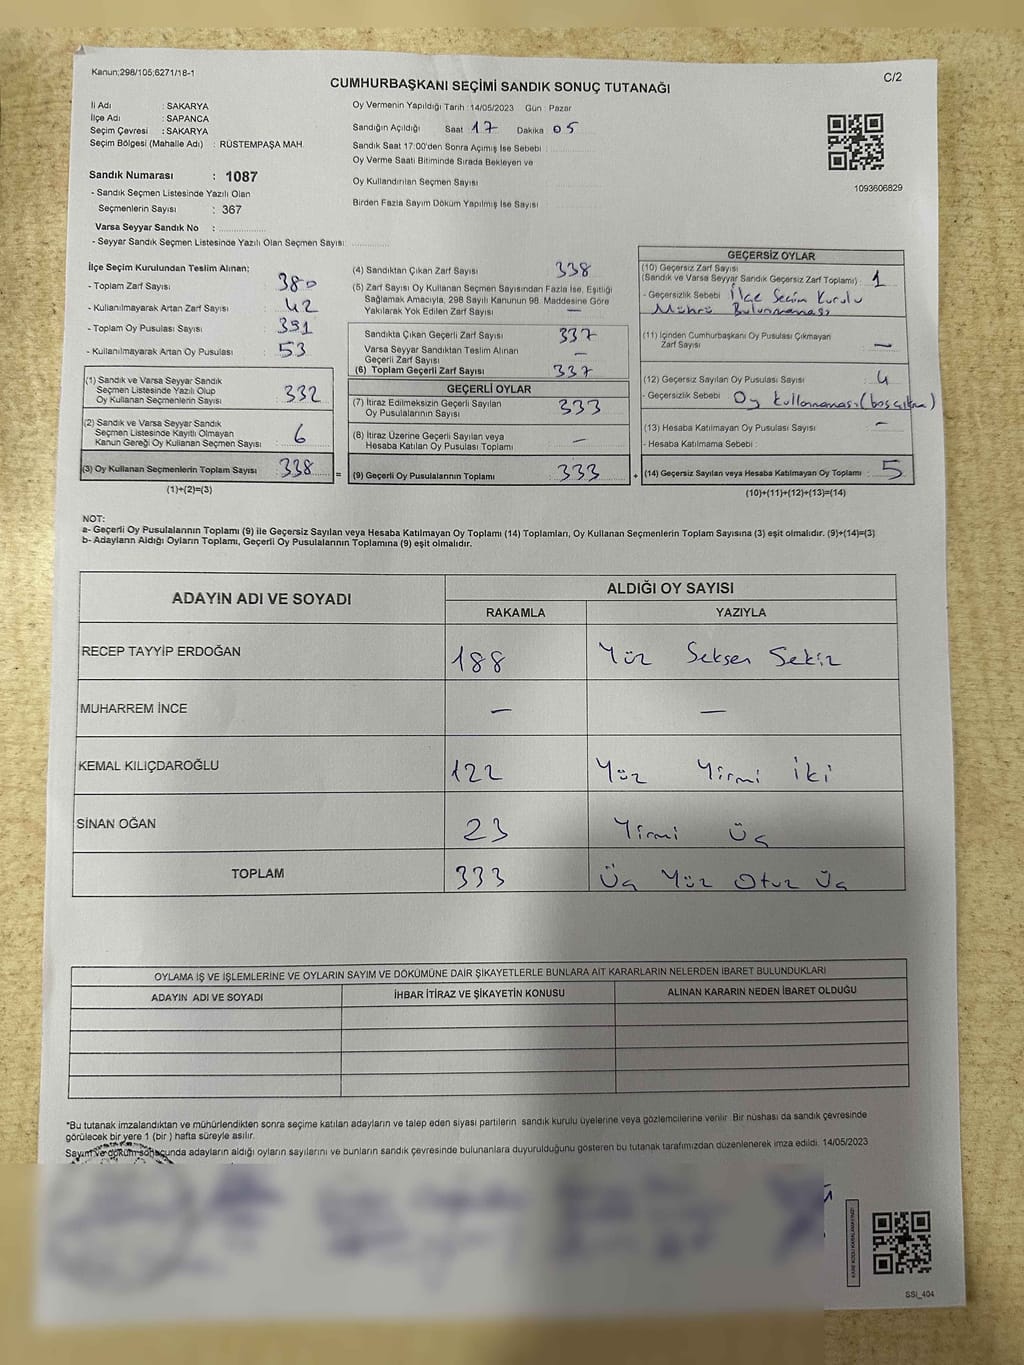 Kanun;298/105;6271/18-1
C/2
CUMHURBAŞKANI SEÇİMİ SANDIK SONUÇ TUTANAĞI
İl Adı : SAKARYA
İlçe Adı : SAPANCA
Seçim Çevresi : SAKARYA
Seçim Bölgesi (Mahalle Adı) : RÜSTEMPAŞA MAH.
Oy Vermenin Yapıldığı Tarih :14/05/2023 Gün : Pazar
Sandığın Açıldığı Saat 17 Dakika 05
Sandık Saat 17:00'den Sonra Açımış İse Sebebi :
Oy Verme Saati Bitiminde Sırada Bekleyen ve
Oy Kullandırılan Seçmen Sayısı
Birden Fazla Sayım Döküm Yapılmış İse Sayısı
1093606829
Sandık Numarası : 1087
- Sandık Seçmen Listesinde Yazılı Olan
Seçmenlerin Sayısı : 367
Varsa Seyyar Sandık No :
- Seyyar Sandık Seçmen Listesinde Yazılı Olan Seçmen Sayısı:
İlçe Seçim Kurulundan Teslim Alınan;
- Toplam Zarf Sayısı : 380
- Kullanılmayarak Artan Zarf Sayısı : 42
- Toplam Oy Pusulası Sayısı : 391
- Kullanılmayarak Artan Oy Pusulası : 53
(1) Sandık ve Varsa Seyyar Sandık
Seçmen Listesinde Yazılı Olup
Oy Kullanan Seçmenlerin Sayısı : 332
(2) Sandık ve Varsa Seyyar Sandık
Seçmen Listesinde Kayıtlı Olmayan
Kanun Gereği Oy Kullanan Seçmen Sayısı : 6
(3) Oy Kullanan Seçmenlerin Toplam Sayısı : 338 =
(1)+(2)=(3)
(4) Sandıktan Çıkan Zarf Sayısı 338
(5) Zarf Sayısı Oy Kullanan Seçmen Sayısından Fazla İse, Eşitliği
Sağlamak Amacıyla, 298 Sayılı Kanunun 98. Maddesine Göre
Yakılarak Yok Edilen Zarf Sayısı : —
Sandıkta Çıkan Geçerli Zarf Sayısı 337
Varsa Seyyar Sandıktan Teslim Alınan
Geçerli Zarf Sayısı —
(6) Toplam Geçerli Zarf Sayısı : 337
GEÇERLİ OYLAR
(7) İtiraz Edilmeksizin Geçerli Sayılan
Oy Pusulalarının Sayısı : 333
(8) İtiraz Üzerine Geçerli Sayılan veya
Hesaba Katılan Oy Pusulası Toplamı : —
(9) Geçerli Oy Pusulalarının Toplamı : 333 +
GEÇERSİZ OYLAR
(10) Geçersiz Zarf Sayısı
(Sandık ve Varsa Seyyar Sandık Geçersiz Zarf Toplamı) : 1
- Geçersizlik Sebebi : İlçe Seçim Kurulu
Mührü Bulunmaması
(11) İçinden Cumhurbaşkanı Oy Pusulası Çıkmayan
Zarf Sayısı : —
(12) Geçersiz Sayılan Oy Pusulası Sayısı : 4
- Geçersizlik Sebebi : Oy kullanmaması (boş çıkma)
(13) Hesaba Katılmayan Oy Pusulası Sayısı : —
- Hesaba Katılmama Sebebi :
(14) Geçersiz Sayılan veya Hesaba Katılmayan Oy Toplamı : 5
(10)+(11)+(12)+(13)=(14)
NOT:
a- Geçerli Oy Pusulalarının Toplamı (9) ile Geçersiz Sayılan veya Hesaba Katılmayan Oy Toplamı (14) Toplamları, Oy Kullanan Seçmenlerin Toplam Sayısına (3) eşit olmalıdır. (9)+(14)=(3)
b- Adayların Aldığı Oyların Toplamı, Geçerli Oy Pusulalarının Toplamına (9) eşit olmalıdır.
ADAYIN ADI VE SOYADI
ALDIĞI OY SAYISI
RAKAMLA YAZIYLA
RECEP TAYYİP ERDOĞAN 188 Yüz Seksen Sekiz
MUHARREM İNCE — —
KEMAL KILIÇDAROĞLU 122 Yüz Yirmi iki
SİNAN OĞAN 23 Yirmi Üç
TOPLAM 333 Üç Yüz Otuz Üç
OYLAMA İŞ VE İŞLEMLERİNE VE OYLARIN SAYIM VE DÖKÜMÜNE DAİR ŞİKAYETLERLE BUNLARA AİT KARARLARIN NELERDEN İBARET BULUNDUKLARI
ADAYIN ADI VE SOYADI İHBAR İTİRAZ VE ŞİKAYETİN KONUSU ALINAN KARARIN NEDEN İBARET OLDUĞU
*Bu tutanak imzalandıktan ve mühürlendikten sonra seçime katılan adayların ve talep eden siyasi partilerin sandık kurulu üyelerine veya gözlemcilerine verilir. Bir nüshası da sandık çevresinde
görülecek bir yere 1 (bir ) hafta süreyle asılır.
Sayım ve döküm sonucunda adayların aldığı oyların sayılarını ve bunların sandık çevresinde bulunanlara duyurulduğunu gösteren bu tutanak tarafımızdan düzenlenerek imza edildi. 14/05/2023
KARE KODU KARALAMAYINIZ!
SSI_404